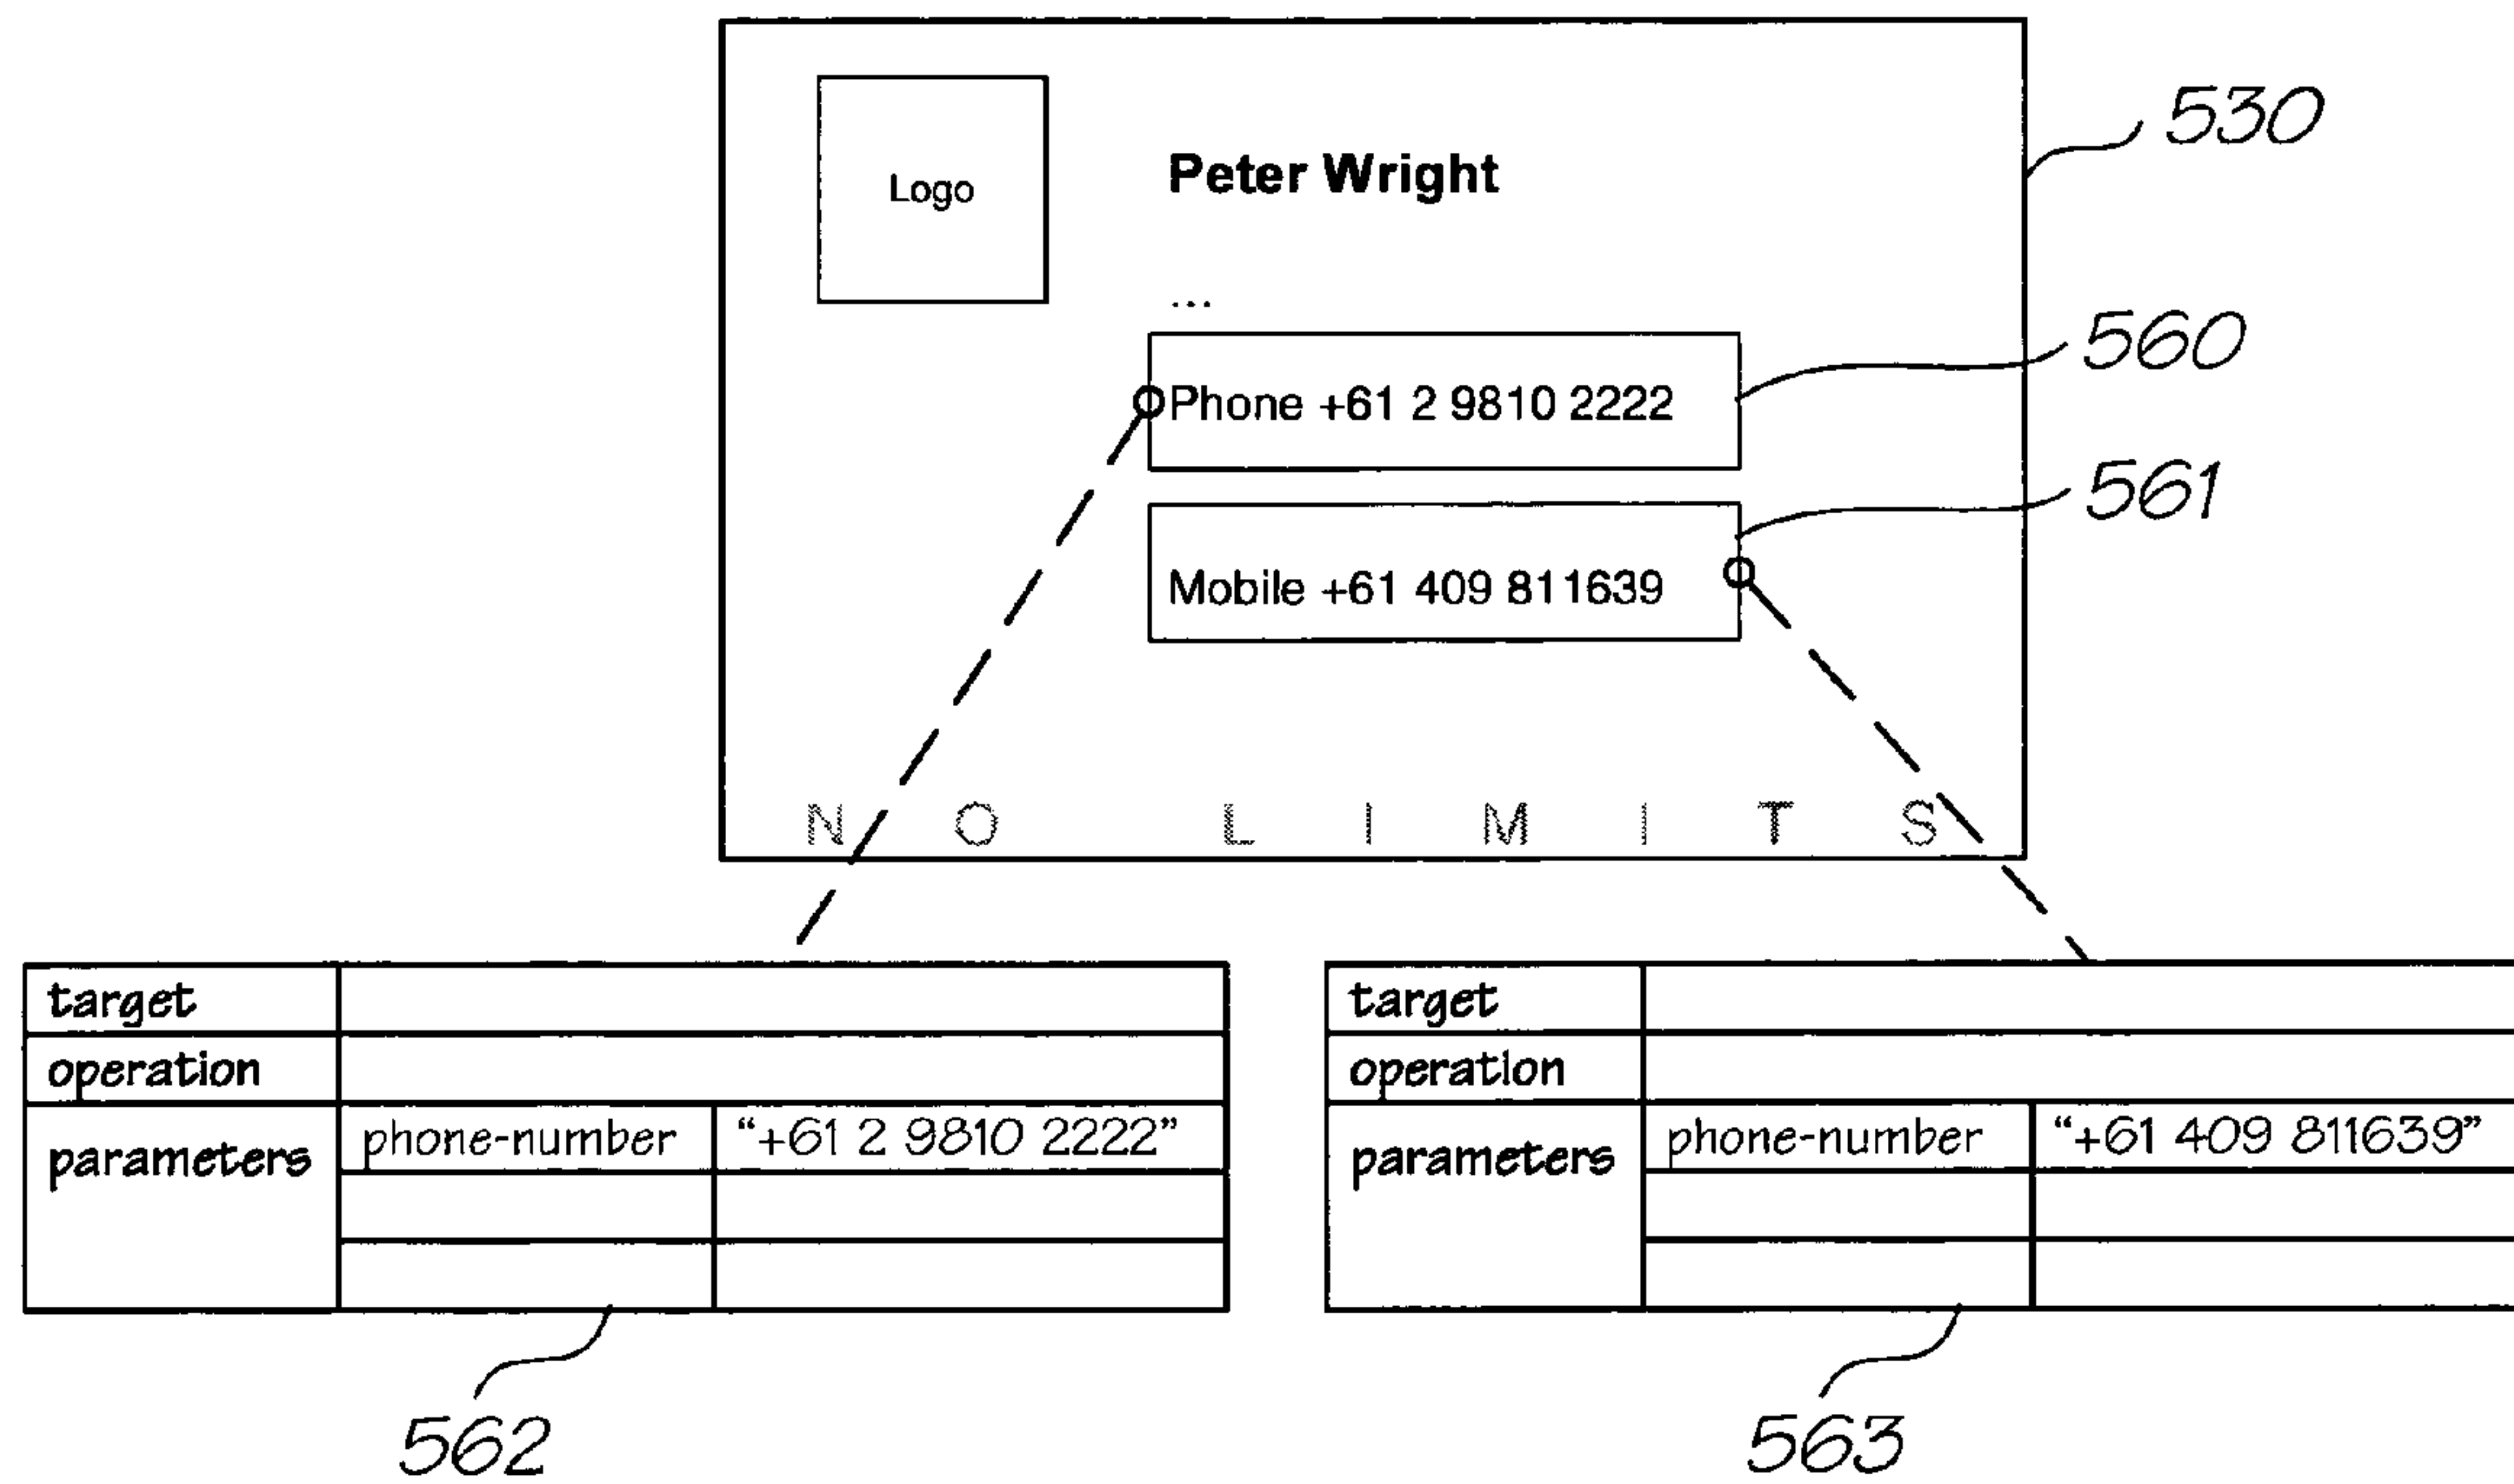 530
Logo
Peter Wright
...
560
Phone +61 2 9810 2222
561
Mobile +61 409 811639
N O L I M I T S
target
operation
parameters phone-number “+61 2 9810 2222”
562
target
operation
parameters phone-number “+61 409 811639”
563